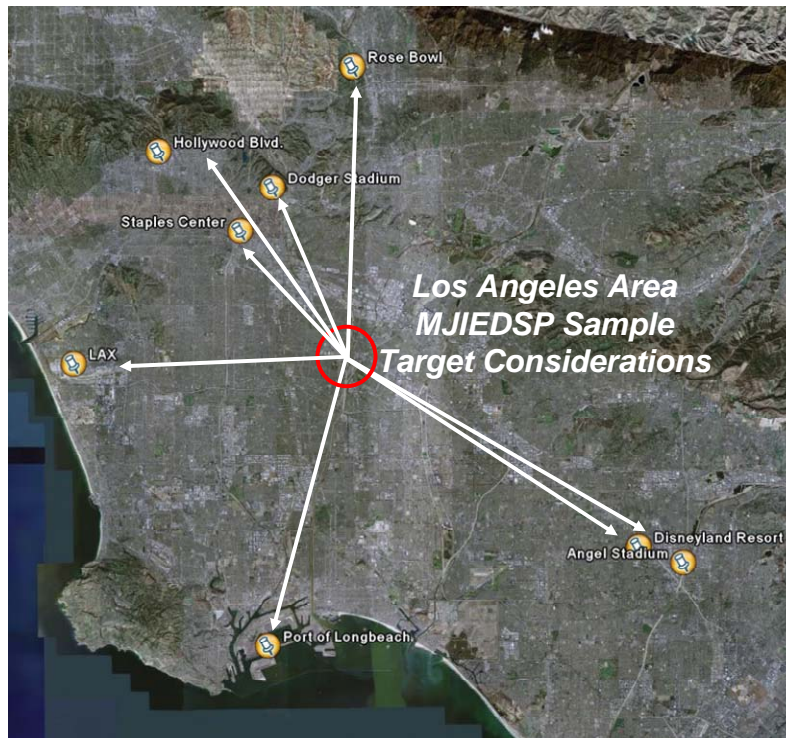 Rose Bowl
Hollywood Blvd.
Dodger Stadium
Staples Center
Los Angeles Area
MJIEDSP Sample
Target Considerations
LAX
Disneyland Resort
Angel Stadium
Port of Longbeach